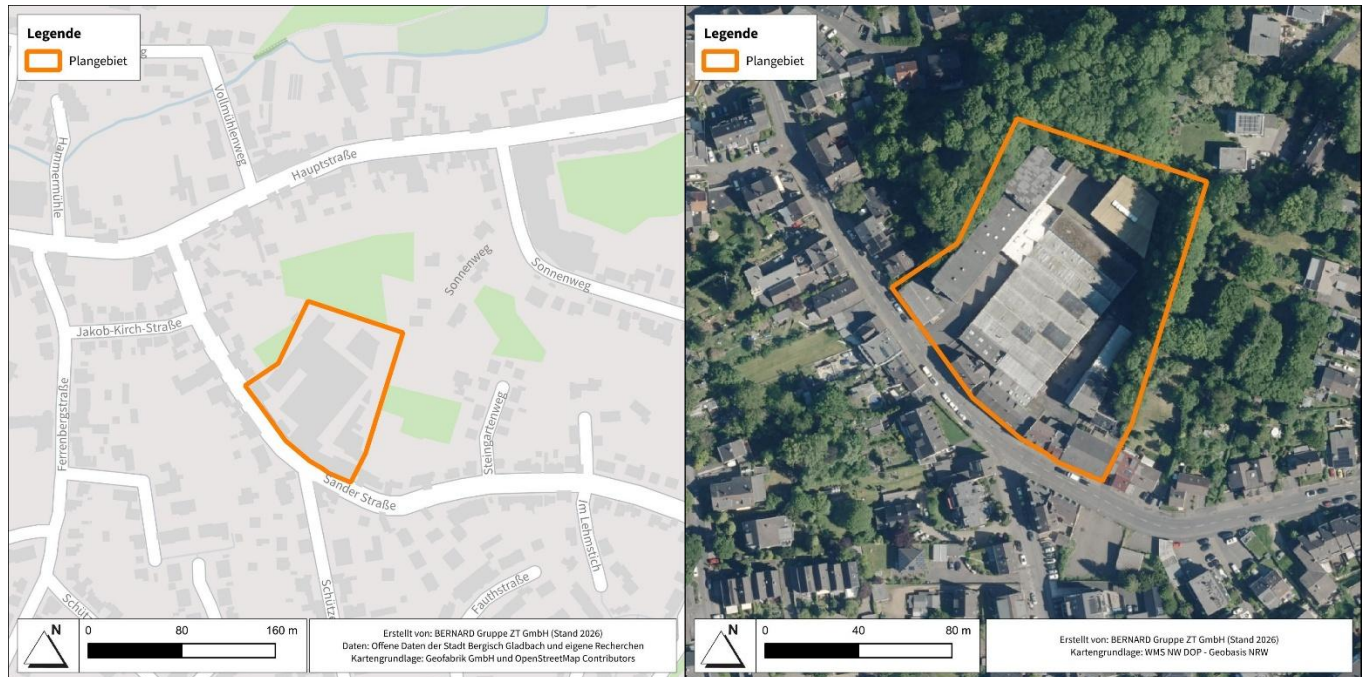 Legende
Plangebiet
Vollmühlenweg
Hammermühle
Hauptstraße
Sonnenweg
Sonnenweg
Jakob-Kirch-Straße
Ferrenbergstraße
Steingartenweg
Sander Straße
Im Lehmstich
Fauthstraße
N
0 80 160 m
Erstellt von: BERNARD Gruppe ZT GmbH (Stand 2026)
Daten: Offene Daten der Stadt Bergisch Gladbach und eigene Recherchen
Kartengrundlage: Geofabrik GmbH und OpenStreetMap Contributors
Legende
Plangebiet
N
0 40 80 m
Erstellt von: BERNARD Gruppe ZT GmbH (Stand 2026)
Kartengrundlage: WMS NW DOP - Geobasis NRW